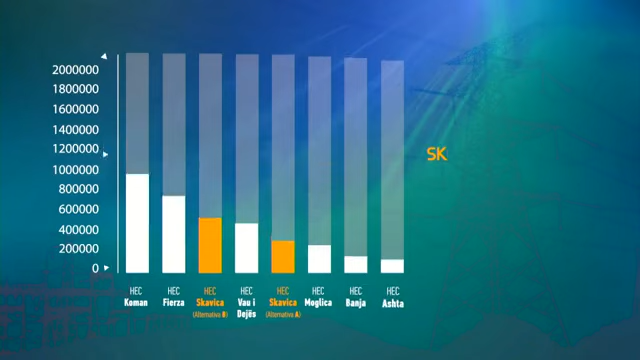 2000000
1800000
1600000
1400000
1200000
1000000
800000
600000
400000
200000
0
SK
HEC
Koman
HEC
Fierza
HEC
Skavica
(Alternativa B)
HEC
Vau i
Dejës
HEC
Skavica
(Alternativa A)
HEC
Moglica
HEC
Banja
HEC
Ashta